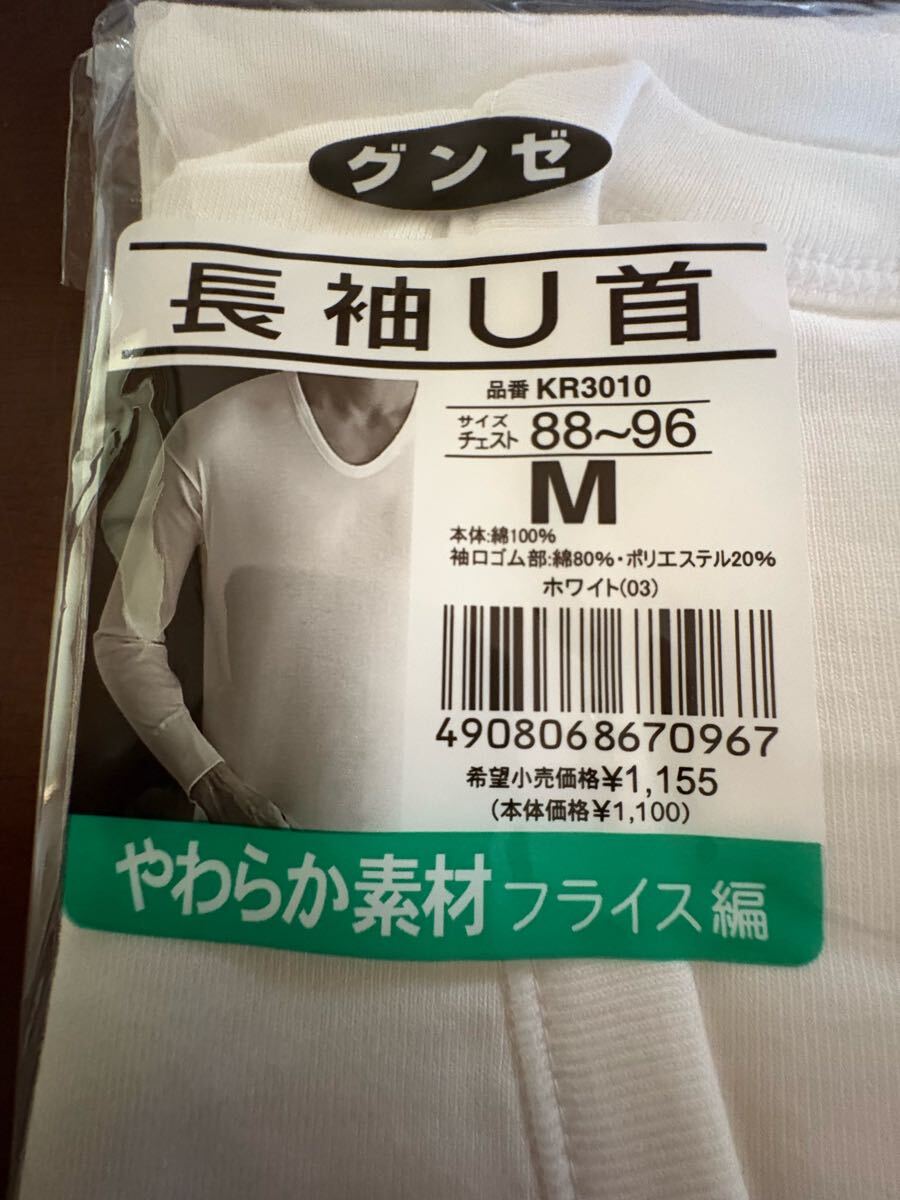 グンゼ
長袖U首
品番 KR3010
サイズ
チェスト 88～96
M
本体:綿100%
袖口ゴム部:綿80%・ポリエステル20%
ホワイト(03)
4908068670967
希望小売価格¥1,155
(本体価格¥1,100)
やわらか素材 フライス編